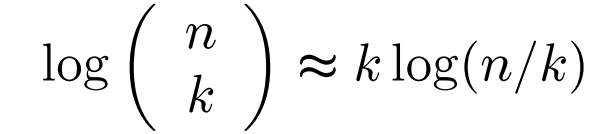 log ( n k ) ≈ k log(n/k)